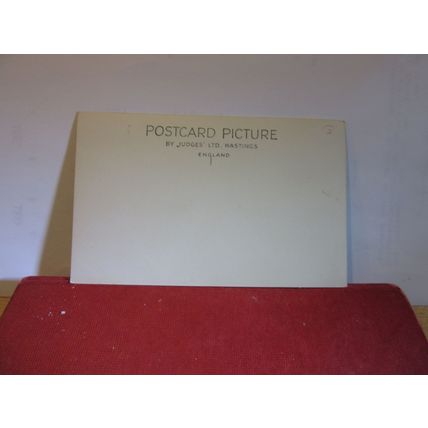 POSTCARD PICTURE
BY JUDGES' LTD, HASTINGS
ENGLAND